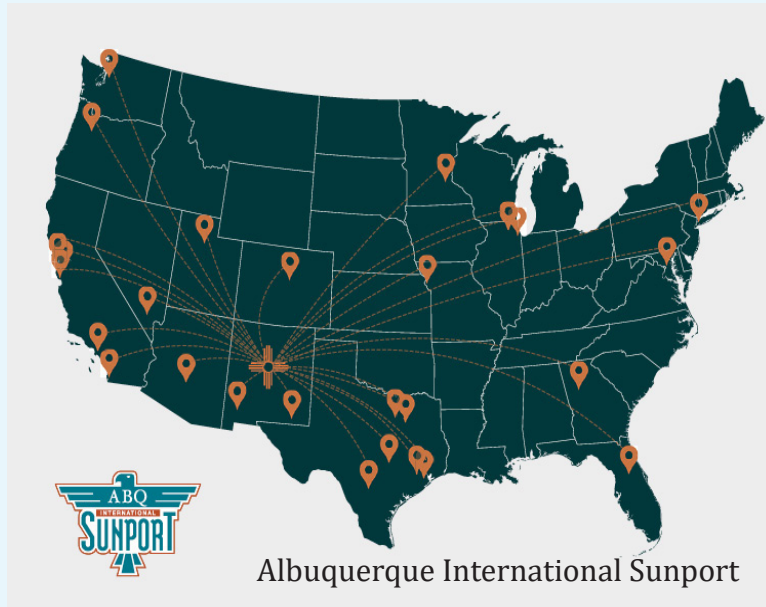 ABQ
INTERNATIONAL
SUNPORT
Albuquerque International Sunport